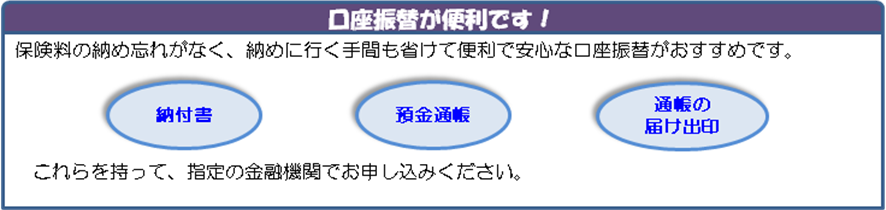 口座振替が便利です！
保険料の納め忘れがなく、納めに行く手間も省けて便利で安心な口座振替がおすすめです。
納付書
預金通帳
通帳の
届け出印
これらを持って、指定の金融機関でお申し込みください。